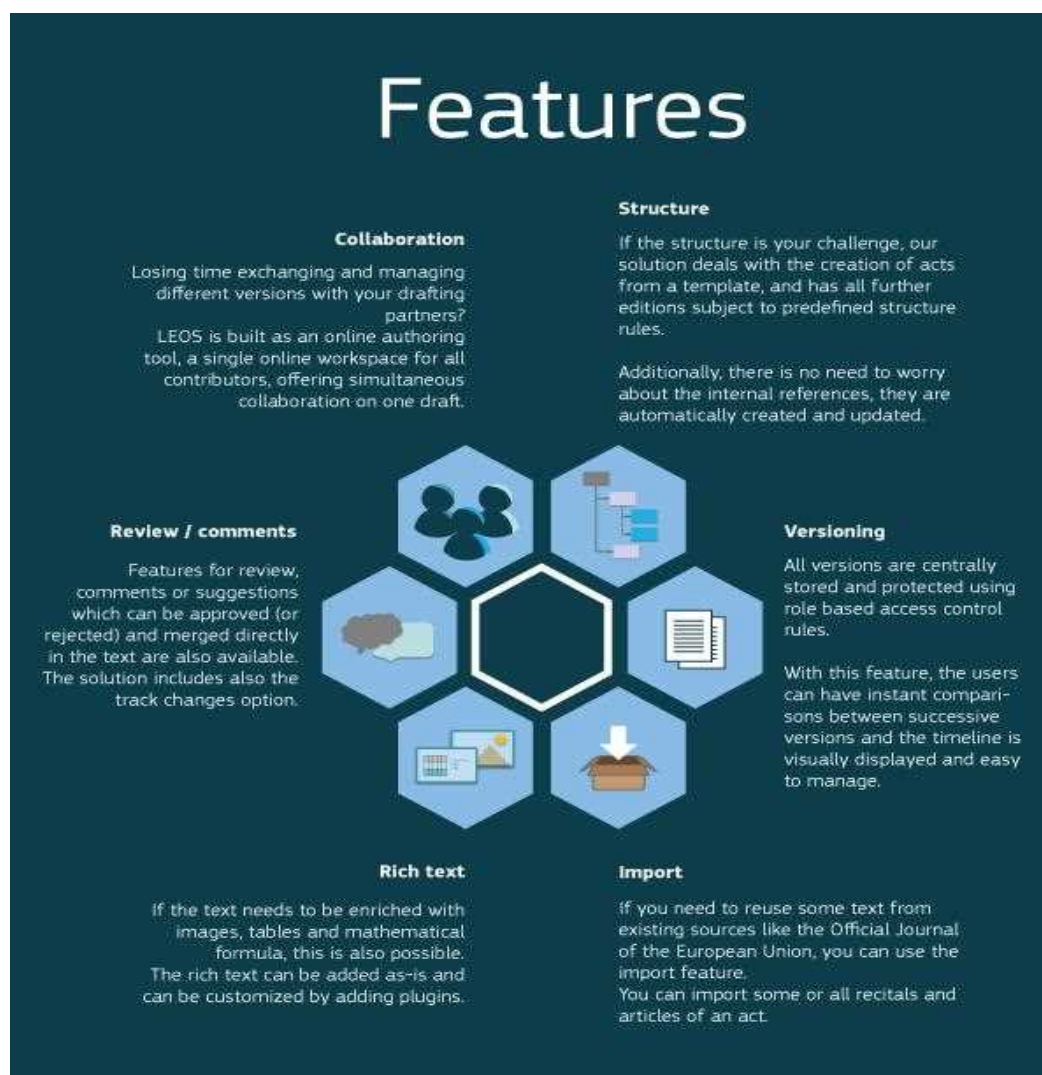 Features
Collaboration
Losing time exchanging and managing
different versions with your drafting
partners?
LEOS is built as an online authoring
tool, a single online workspace for all
contributors, offering simultaneous
collaboration on one draft.
Structure
If the structure is your challenge, our
solution deals with the creation of acts
from a template, and has all further
editions subject to predefined structure
rules.
Additionally, there is no need to worry
about the internal references, they are
automatically created and updated.
Review / comments
Features for review,
comments or suggestions
which can be approved (or
rejected) and merged directly
in the text are also available.
The solution includes also the
track changes option.
Versioning
All versions are centrally
stored and protected using
role based access control
rules.
With this feature, the users
can have instant compari-
sons between successive
versions and the timeline is
visually displayed and easy
to manage.
Rich text
If the text needs to be enriched with
images, tables and mathematical
formula, this is also possible.
The rich text can be added as-is and
can be customized by adding plugins.
Import
If you need to reuse some text from
existing sources like the Official Journal
of the European Union, you can use the
import feature.
You can import some or all recitals and
articles of an act.